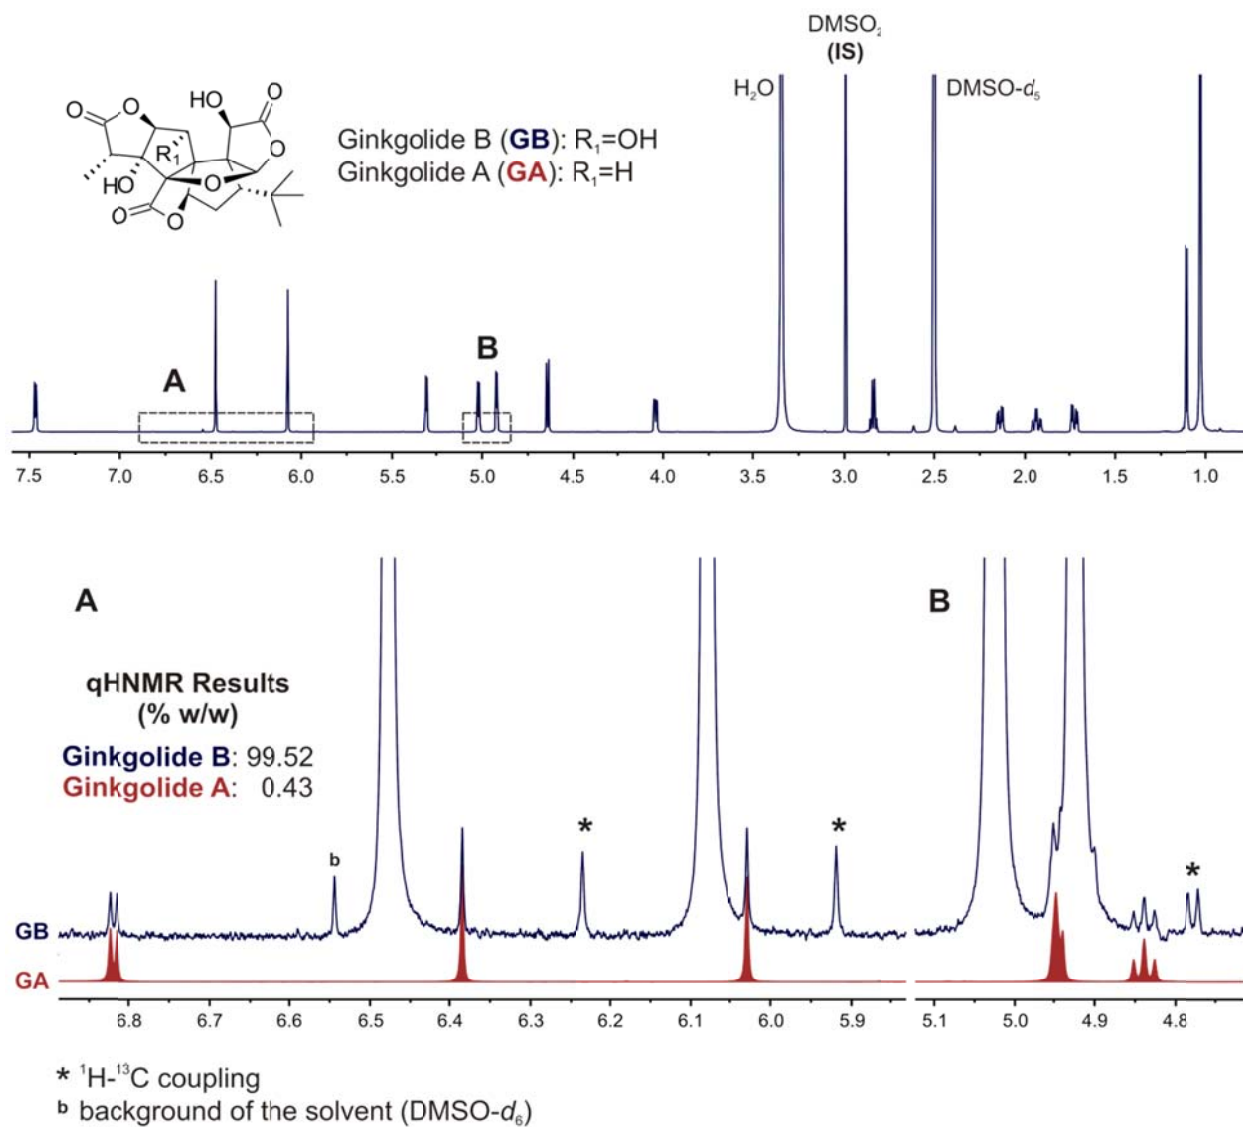 DMSO₂
(IS)
H₂O
DMSO-d₅
HO
O
O
O
R₁
O
HO
O
O
O
Ginkgolide B (GB): R₁=OH
Ginkgolide A (GA): R₁=H
A
B
7.5 7.0 6.5 6.0 5.5 5.0 4.5 4.0 3.5 3.0 2.5 2.0 1.5 1.0
A
B
qHNMR Results
(% w/w)
Ginkgolide B: 99.52
Ginkgolide A: 0.43
b
*
*
*
GB
GA
6.8 6.7 6.6 6.5 6.4 6.3 6.2 6.1 6.0 5.9
5.1 5.0 4.9 4.8
* ¹H-¹³C coupling
b background of the solvent (DMSO-d₆)